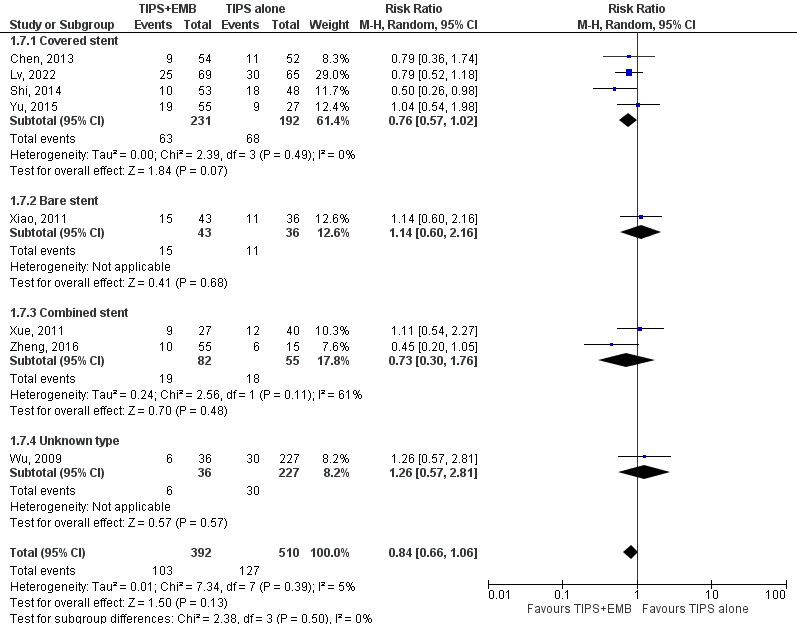 TIPS+EMB TIPS alone Risk Ratio Risk Ratio
Study or Subgroup Events Total Events Total Weight M-H, Random, 95% CI M-H, Random, 95% CI
1.7.1 Covered stent
Chen, 2013 9 54 11 52 8.3% 0.79 [0.36, 1.74]
Lv, 2022 25 69 30 65 29.0% 0.79 [0.52, 1.18]
Shi, 2014 10 53 18 48 11.7% 0.50 [0.26, 0.98]
Yu, 2015 19 55 9 27 12.4% 1.04 [0.54, 1.98]
Subtotal (95% CI) 231 192 61.4% 0.76 [0.57, 1.02]
Total events 63 68
Heterogeneity: Tau² = 0.00; Chi² = 2.39, df = 3 (P = 0.49); I² = 0%
Test for overall effect: Z = 1.84 (P = 0.07)
1.7.2 Bare stent
Xiao, 2011 15 43 11 36 12.6% 1.14 [0.60, 2.16]
Subtotal (95% CI) 43 36 12.6% 1.14 [0.60, 2.16]
Total events 15 11
Heterogeneity: Not applicable
Test for overall effect: Z = 0.41 (P = 0.68)
1.7.3 Combined stent
Xue, 2011 9 27 12 40 10.3% 1.11 [0.54, 2.27]
Zheng, 2016 10 55 6 15 7.6% 0.45 [0.20, 1.05]
Subtotal (95% CI) 82 55 17.8% 0.73 [0.30, 1.76]
Total events 19 18
Heterogeneity: Tau² = 0.24; Chi² = 2.56, df = 1 (P = 0.11); I² = 61%
Test for overall effect: Z = 0.70 (P = 0.48)
1.7.4 Unknown type
Wu, 2009 6 36 30 227 8.2% 1.26 [0.57, 2.81]
Subtotal (95% CI) 36 227 8.2% 1.26 [0.57, 2.81]
Total events 6 30
Heterogeneity: Not applicable
Test for overall effect: Z = 0.57 (P = 0.57)
Total (95% CI) 392 510 100.0% 0.84 [0.66, 1.06]
Total events 103 127
Heterogeneity: Tau² = 0.01; Chi² = 7.34, df = 7 (P = 0.39); I² = 5%
Test for overall effect: Z = 1.50 (P = 0.13)
Test for subgroup differences: Chi² = 2.38, df = 3 (P = 0.50), I² = 0%
0.01 0.1 1 10 100
Favours TIPS+EMB Favours TIPS alone